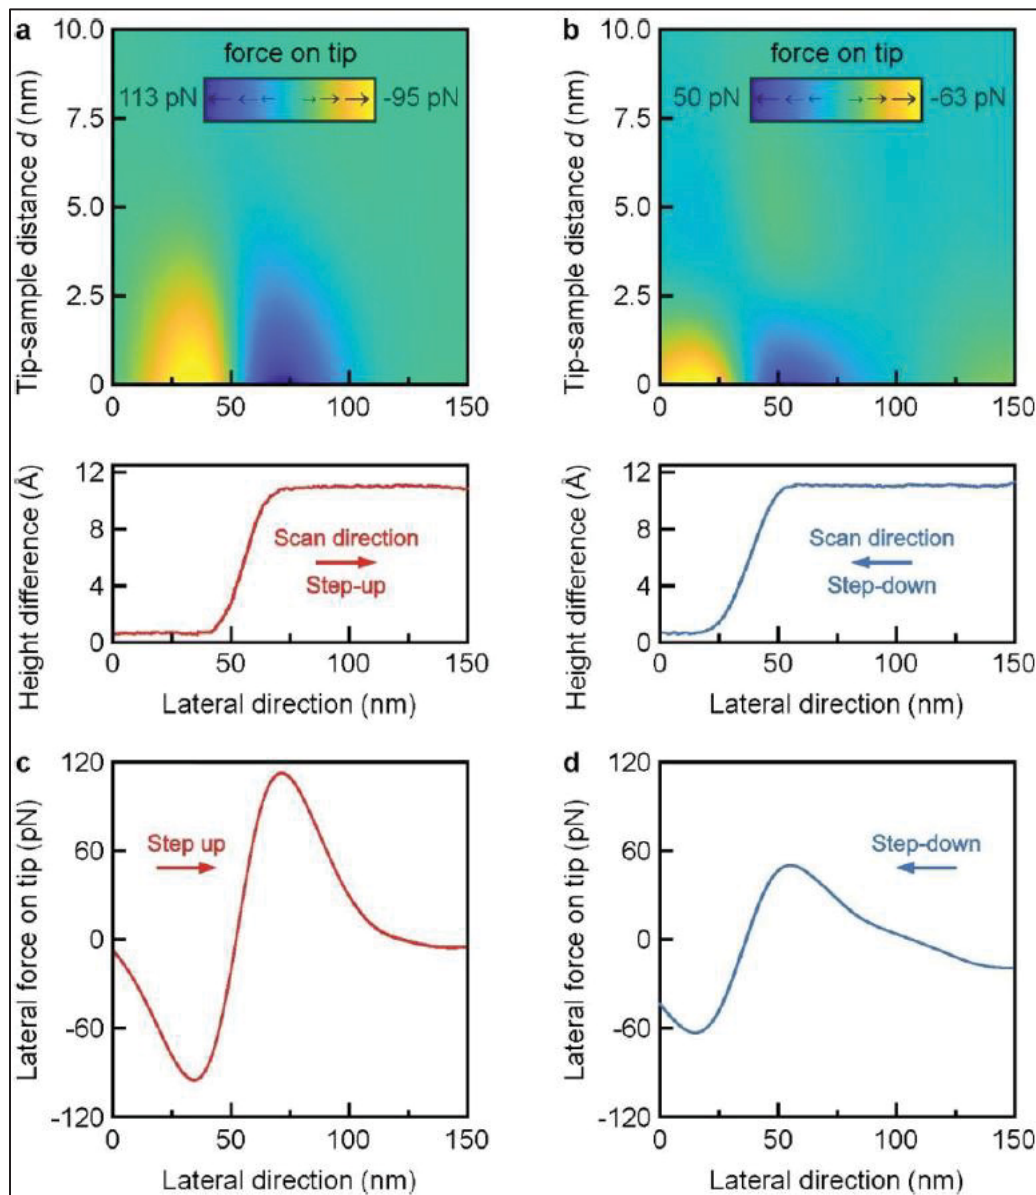 a
10.0
7.5
5.0
2.5
0
Tip-sample distance d (nm)
force on tip
113 pN
-95 pN
0
50
100
150
b
10.0
7.5
5.0
2.5
0
Tip-sample distance d (nm)
force on tip
50 pN
-63 pN
0
50
100
150
12
8
4
0
Height difference (Å)
Scan direction
Step-up
0
50
100
150
Lateral direction (nm)
12
8
4
0
Height difference (Å)
Scan direction
Step-down
0
50
100
150
Lateral direction (nm)
c
120
60
0
-60
-120
Lateral force on tip (pN)
Step up
0
50
100
150
Lateral direction (nm)
d
120
60
0
-60
-120
Lateral force on tip (pN)
Step-down
0
50
100
150
Lateral direction (nm)